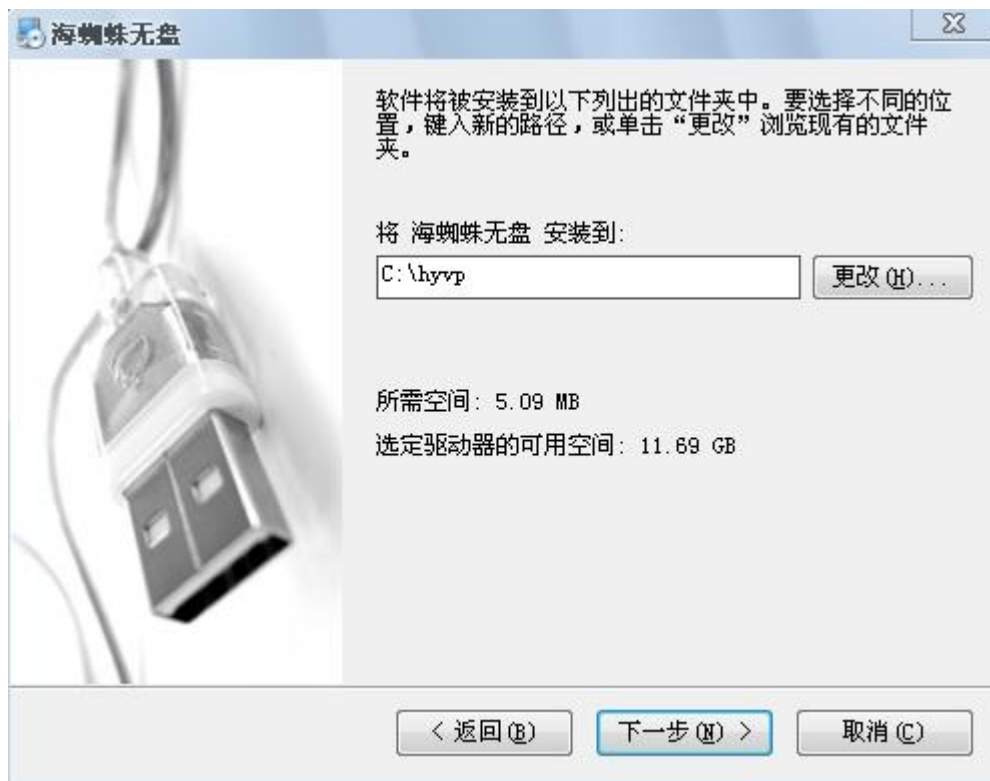 海蜘蛛无盘
软件将被安装到以下列出的文件夹中。要选择不同的位
置，键入新的路径，或单击“更改”浏览现有的文件
夹。
将 海蜘蛛无盘 安装到:
C:\hyvp
更改(H)...
所需空间: 5.09 MB
选定驱动器的可用空间: 11.69 GB
< 返回(B)
下一步(N) >
取消(C)